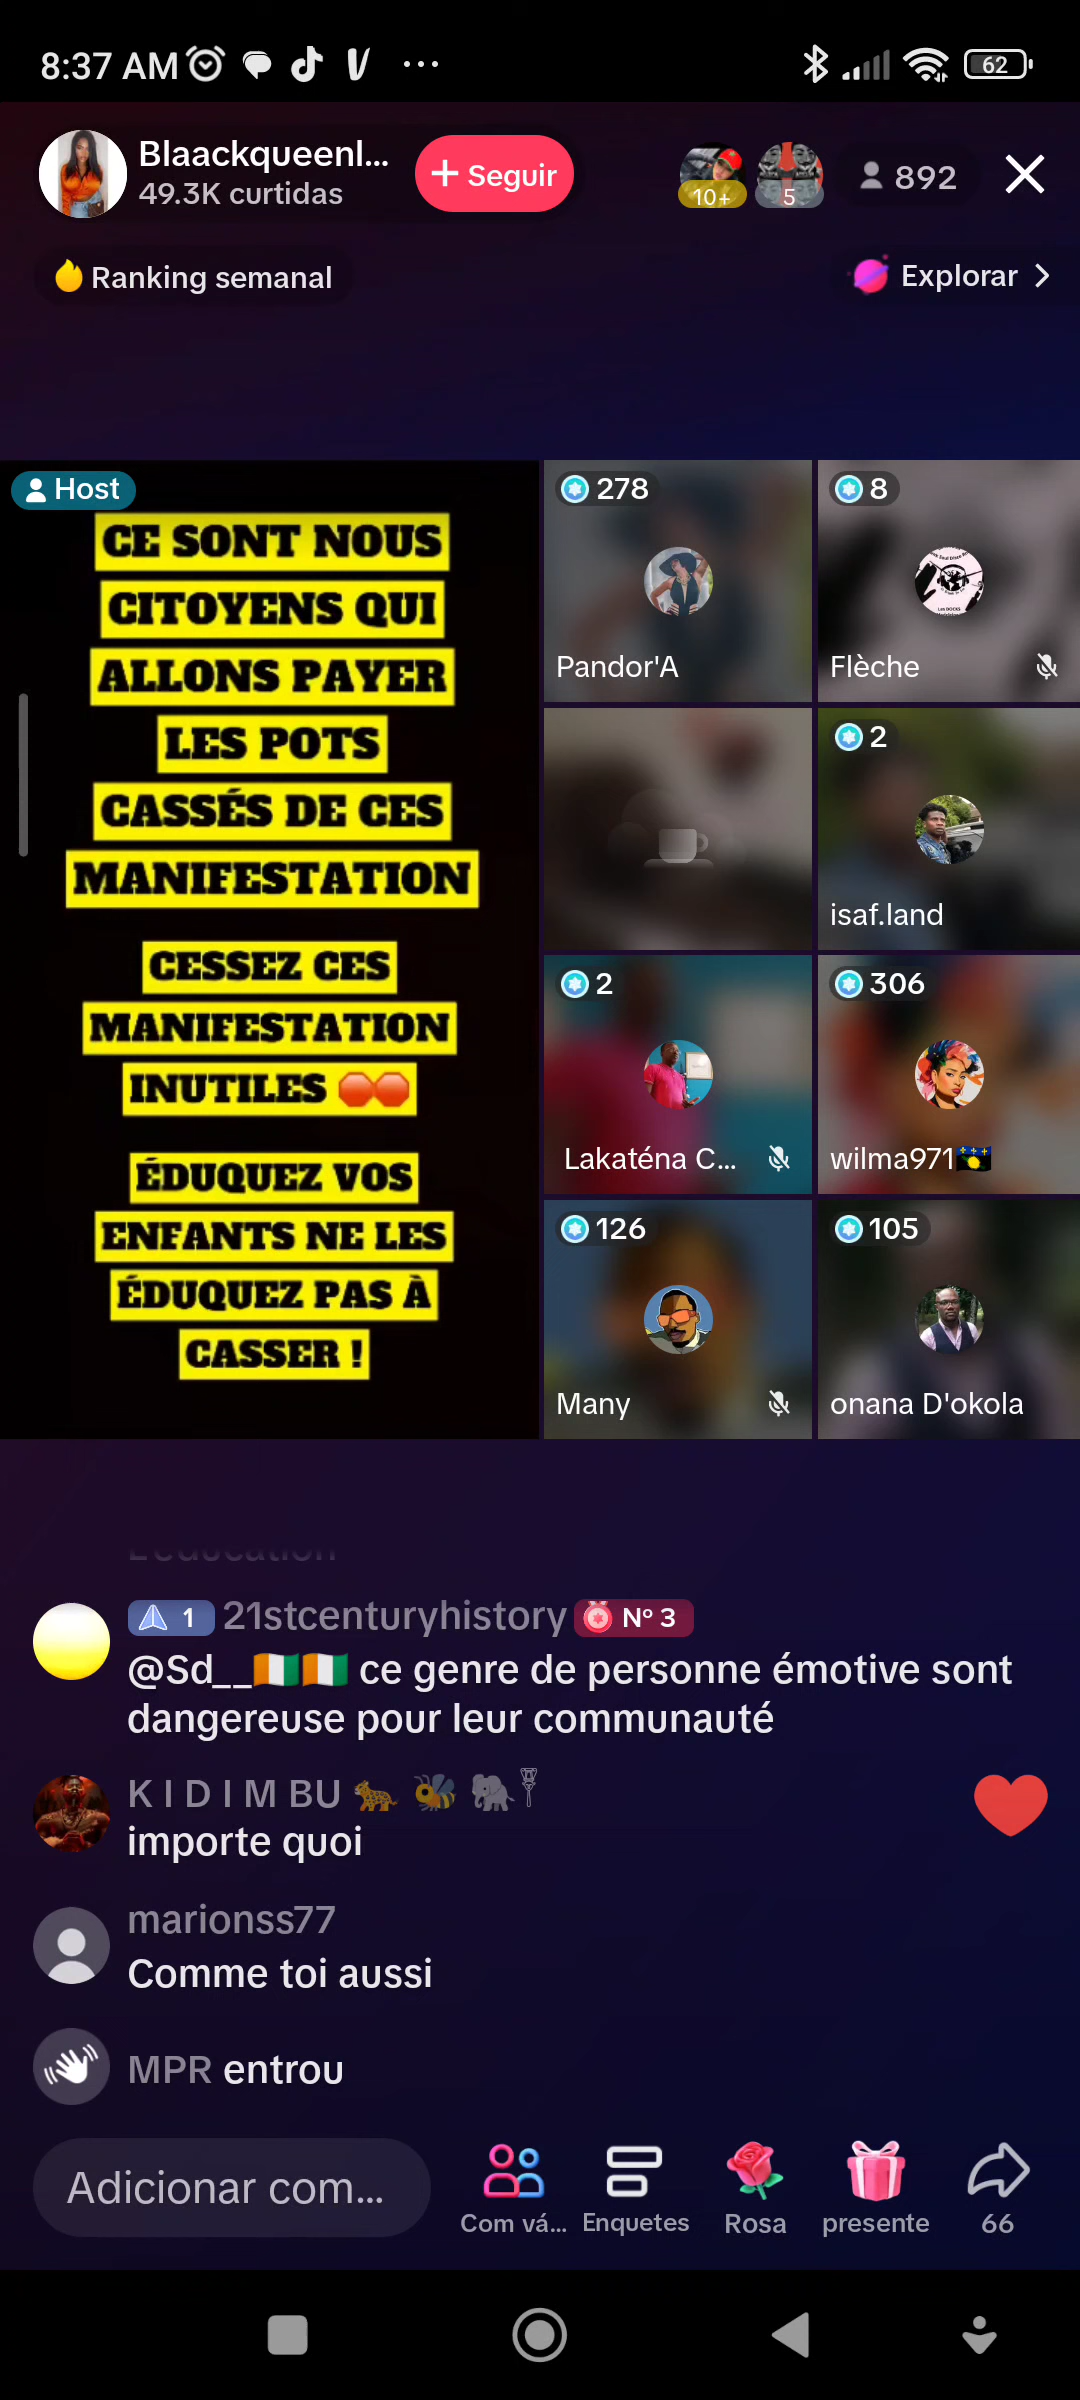 8:37 AM
62
Blaackqueenl...
49.3K curtidas
+ Seguir
10+
5
892
Ranking semanal
Explorar
Host
CE SONT NOUS
CITOYENS QUI
ALLONS PAYER
LES POTS
CASSÉS DE CES
MANIFESTATION
CESSEZ CES
MANIFESTATION
INUTILES 🛑🛑
ÉDUQUEZ VOS
ENFANTS NE LES
ÉDUQUEZ PAS À
CASSER !
278
Pandor'A
8
Flèche
2
isaf.land
2
Lakaténa C...
306
wilma971
126
Many
105
onana D'okola
1 21stcenturyhistory Nº 3
@Sd__🇨🇮🇨🇮 ce genre de personne émotive sont
dangereuse pour leur communauté
K I D I M BU 🐆 🐝 🐘
importe quoi
marionss77
Comme toi aussi
MPR entrou
Adicionar com...
Com vá...
Enquetes
Rosa
presente
66